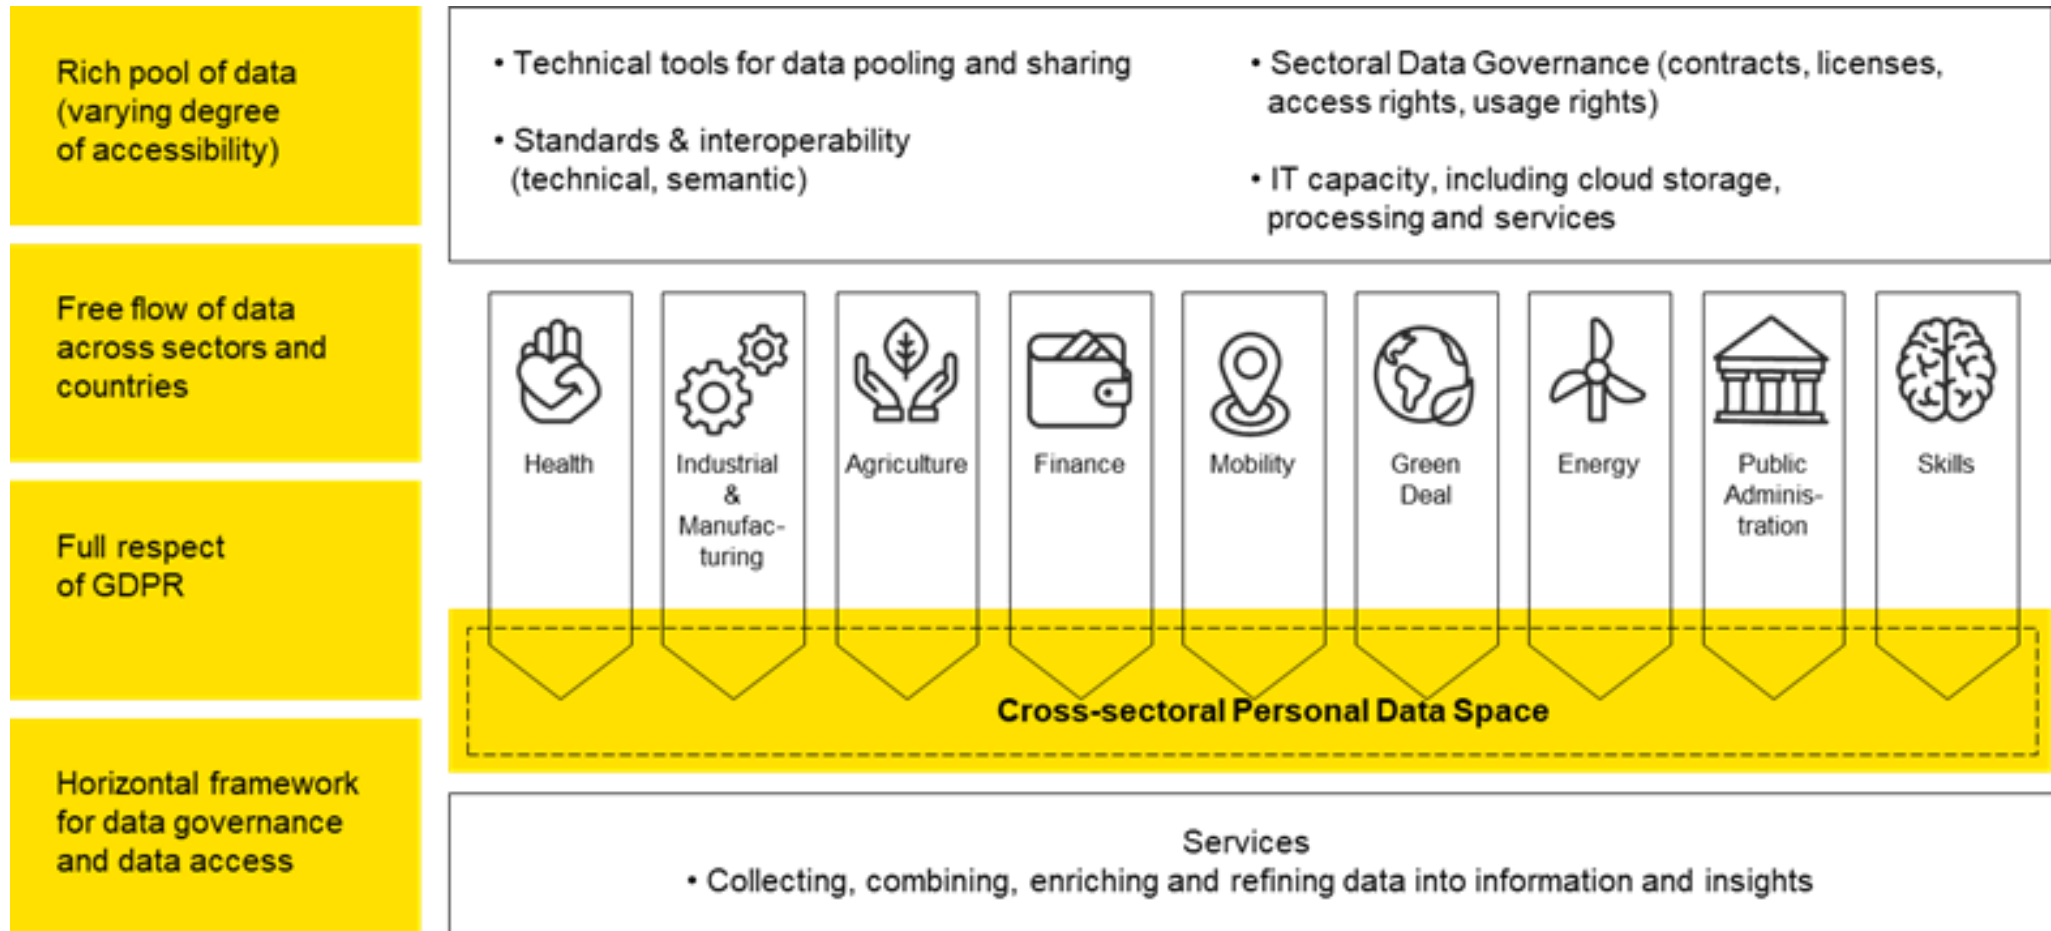 Rich pool of data
(varying degree
of accessibility)
Free flow of data
across sectors and
countries
Full respect
of GDPR
Horizontal framework
for data governance
and data access
• Technical tools for data pooling and sharing
• Standards & interoperability
(technical, semantic)
• Sectoral Data Governance (contracts, licenses,
access rights, usage rights)
• IT capacity, including cloud storage,
processing and services
Health
Industrial
&
Manufac-
turing
Agriculture
Finance
Mobility
Green
Deal
Energy
Public
Adminis-
tration
Skills
Cross-sectoral Personal Data Space
Services
• Collecting, combining, enriching and refining data into information and insights